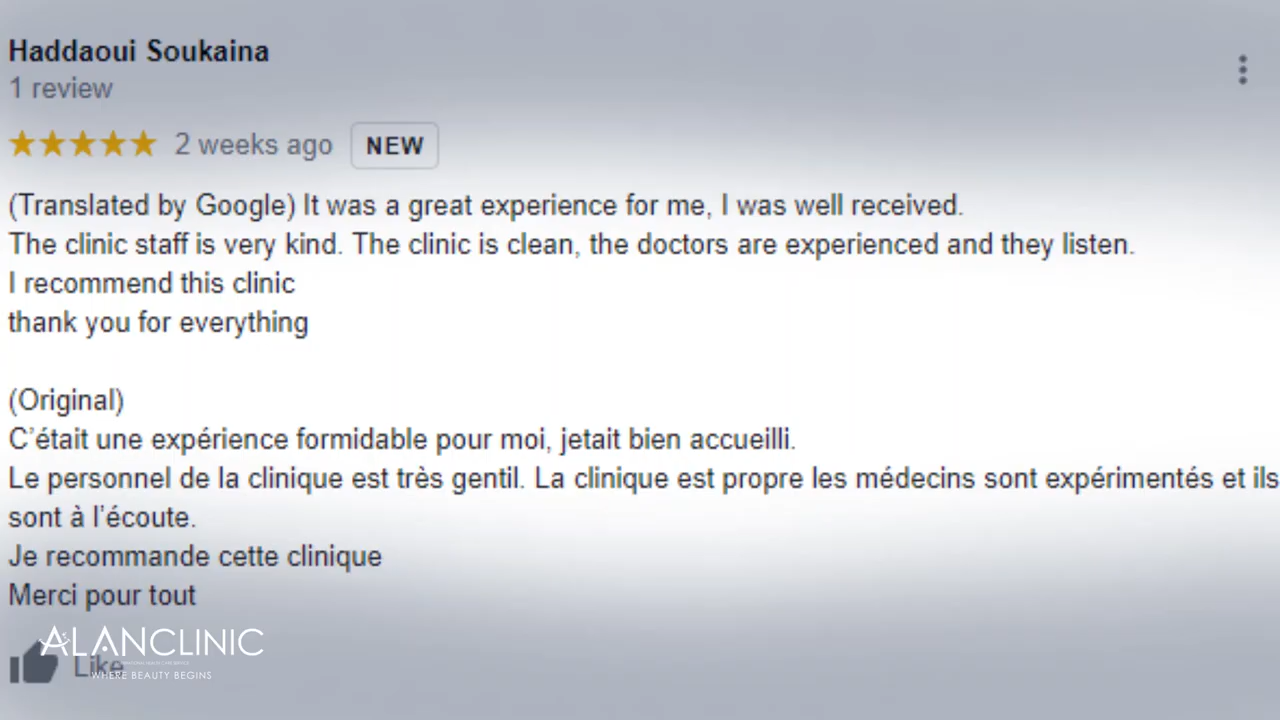 Haddaoui Soukaina
1 review
★★★★★ 2 weeks ago NEW
(Translated by Google) It was a great experience for me, I was well received.
The clinic staff is very kind. The clinic is clean, the doctors are experienced and they listen.
I recommend this clinic
thank you for everything
(Original)
C'était une expérience formidable pour moi, jetait bien accueilli.
Le personnel de la clinique est très gentil. La clinique est propre les médecins sont expérimentés et ils
sont à l'écoute.
Je recommande cette clinique
Merci pour tout
ALANCLINIC
Like
WHERE BEAUTY BEGINS